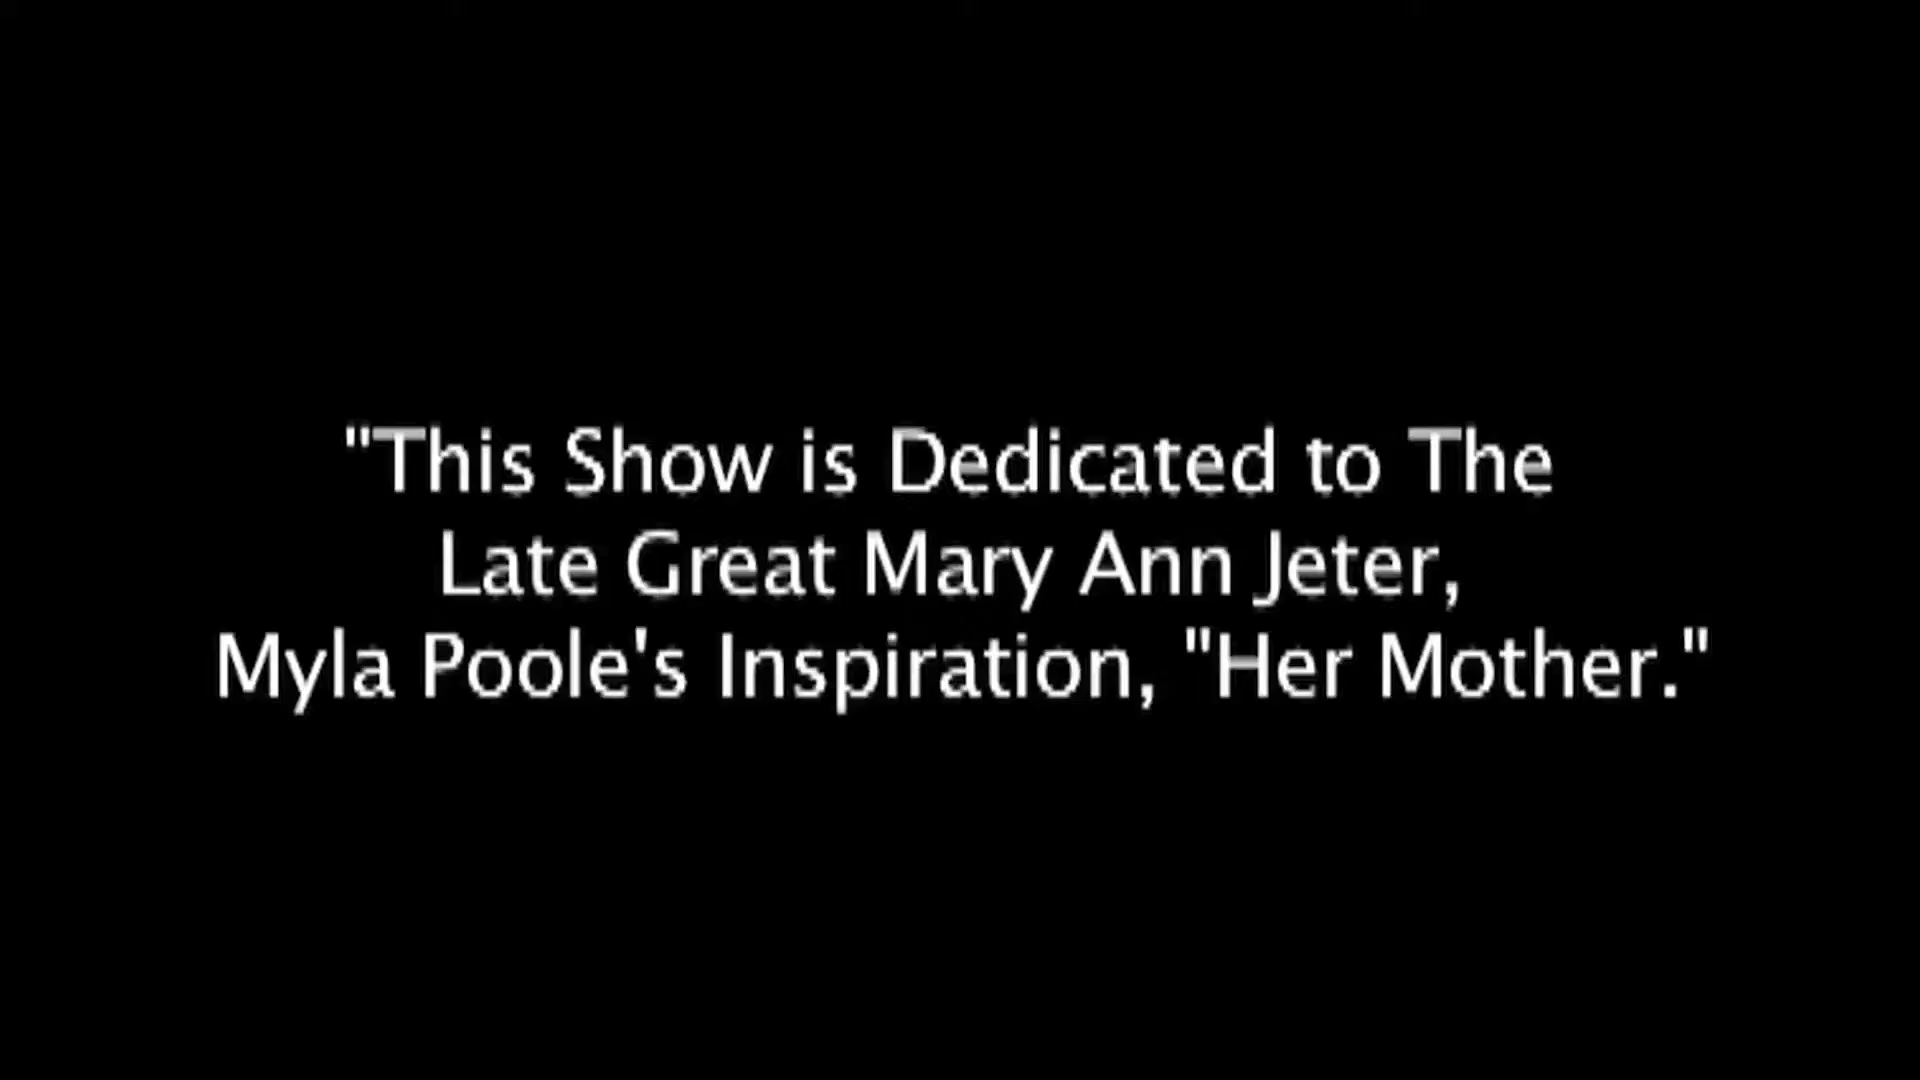 "This Show is Dedicated to The
Late Great Mary Ann Jeter,
Myla Poole's Inspiration, "Her Mother."